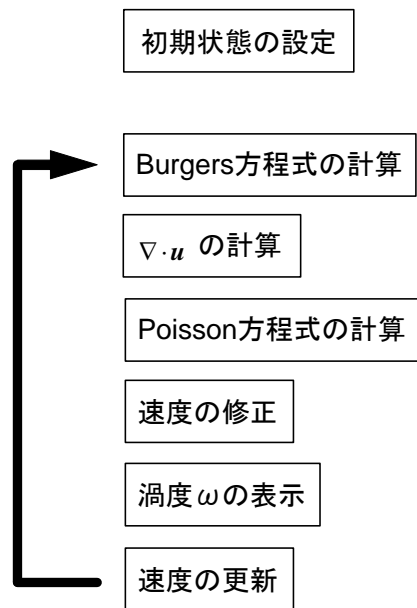 初期状態の設定
Burgers方程式の計算
∇·u の計算
Poisson方程式の計算
速度の修正
渦度ωの表示
速度の更新